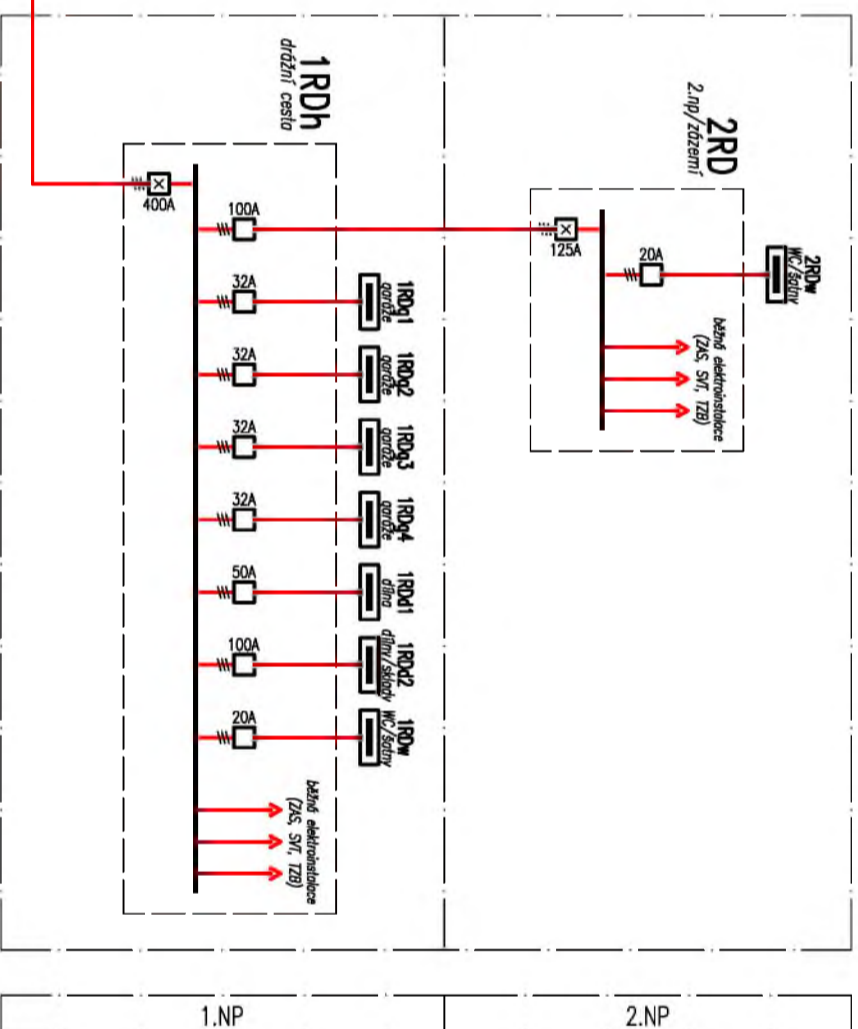 1RDh
drážní cesta
400A
100A
32A
1RDg1
garáže
32A
1RDg2
garáže
32A
1RDg3
garáže
32A
1RDg4
garáže
50A
1RDd1
dílna
100A
1RDd2
dílny/sklady
20A
1RDw
WC/šatny
běžná elektroinstalace
(ZAS, SVT, TZB)
2RD
2.np/zázemí
125A
20A
2RDw
WC/šatny
běžná elektroinstalace
(ZAS, SVT, TZB)
1.NP
2.NP